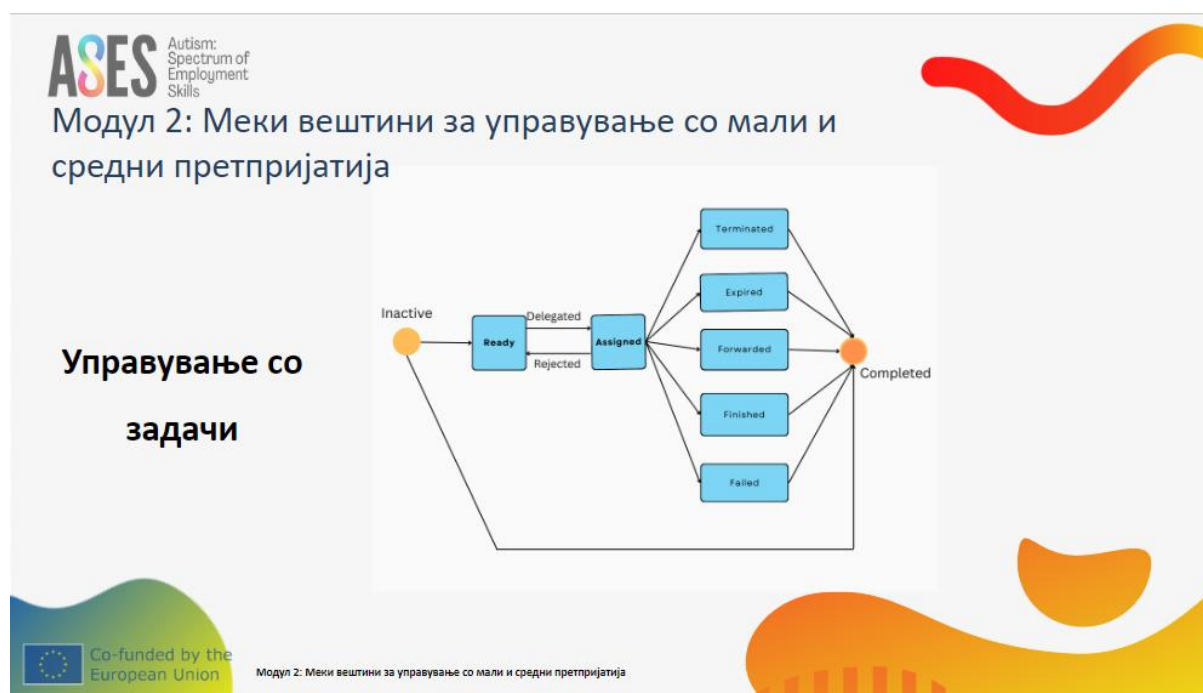 ASES
Autism:
Spectrum of
Employment
Skills
Модул 2: Меки вештини за управување со мали и
средни претпријатија
Управување со
задачи
Inactive
Ready
Delegated
Rejected
Assigned
Terminated
Expired
Forwarded
Finished
Failed
Completed
Co-funded by the
European Union
Модул 2: Меки вештини за управување со мали и средни претпријатија